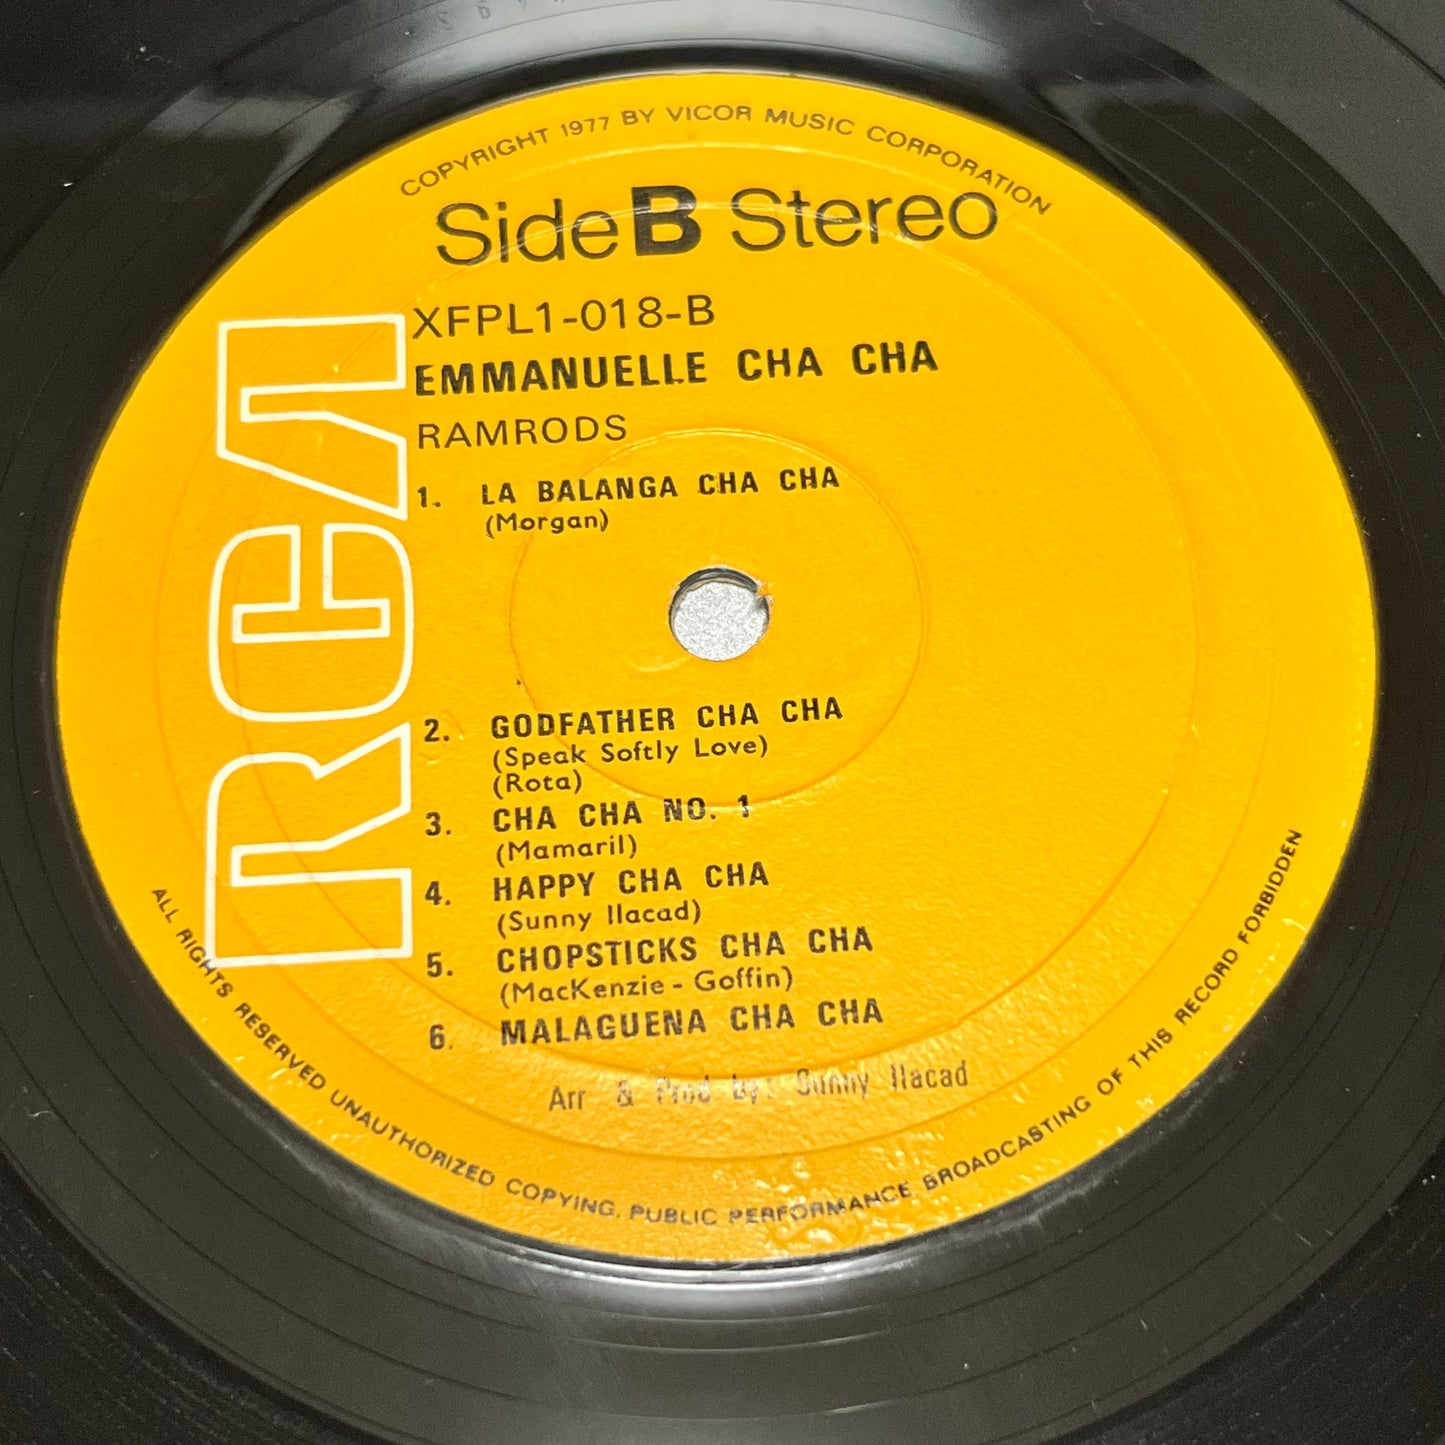 COPYRIGHT 1977 BY VICOR MUSIC CORPORATION
Side B Stereo
XFPL1-018-B
EMMANUELLE CHA CHA
RAMRODS
1. LA BALANGA CHA CHA
(Morgan)
2. GODFATHER CHA CHA
(Speak Softly Love)
(Rota)
3. CHA CHA NO. 1
(Mamaril)
4. HAPPY CHA CHA
(Sunny Ilacad)
5. CHOPSTICKS CHA CHA
(MacKenzie - Goffin)
6. MALAGUENA CHA CHA
Arr & Prod by: Sunny Ilacad
RCA
ALL RIGHTS RESERVED UNAUTHORIZED COPYING, PUBLIC PERFORMANCE BROADCASTING OF THIS RECORD FORBIDDEN